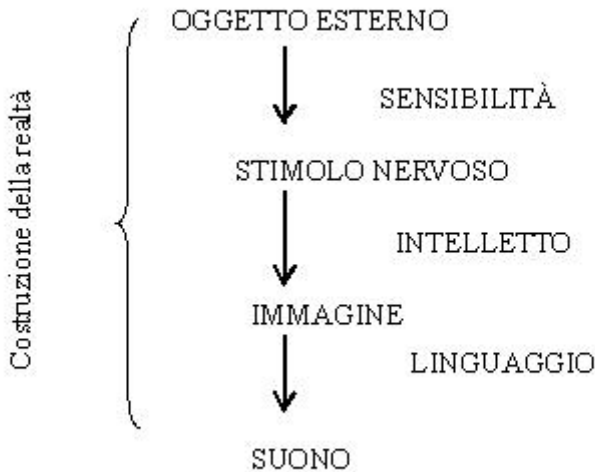 OGGETTO ESTERNO
SENSIBILITÀ
STIMOLO NERVOSO
INTELLETTO
IMMAGINE
LINGUAGGIO
SUONO
Costruzione della realtà